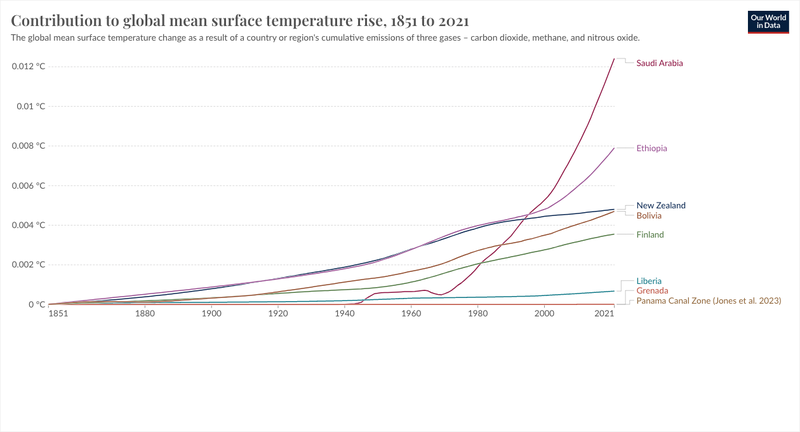 Contribution to global mean surface temperature rise, 1851 to 2021
Our World
in Data
The global mean surface temperature change as a result of a country or region's cumulative emissions of three gases – carbon dioxide, methane, and nitrous oxide.
0.012 °C
0.01 °C
0.008 °C
0.006 °C
0.004 °C
0.002 °C
0 °C
1851
1880
1900
1920
1940
1960
1980
2000
2021
Saudi Arabia
Ethiopia
New Zealand
Bolivia
Finland
Liberia
Grenada
Panama Canal Zone (Jones et al. 2023)